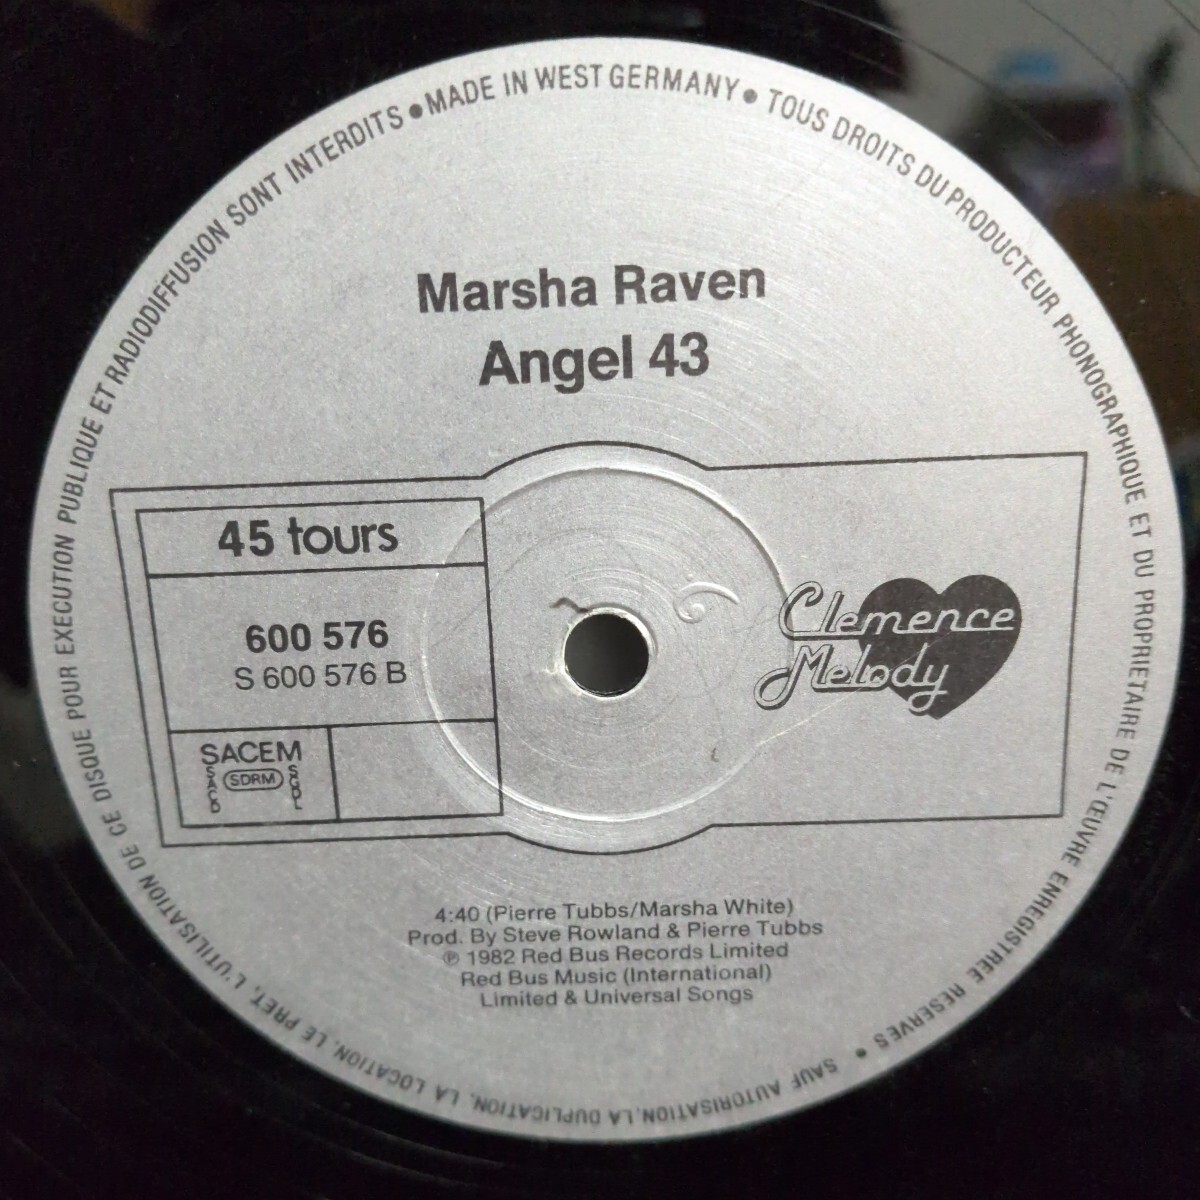 MADE IN WEST GERMANY • TOUS DROITS DU PRODUCTEUR PHONOGRAPHIQUE ET DU PROPRIETAIRE DE L'ŒUVRE ENREGISTREE RESERVES • SAUF AUTORISATION, LA DUPLICATION, LA LOCATION, LE PRET, L'UTILISATION DE CE DISQUE POUR EXECUTION PUBLIQUE ET RADIODIFFUSION SONT INTERDITS •
Marsha Raven
Angel 43
45 tours
600 576
S 600 576 B
SACEM
SACD
SDRM
SGDL
Clemence
Melody
4:40 (Pierre Tubbs/Marsha White)
Prod. By Steve Rowland & Pierre Tubbs
℗ 1982 Red Bus Records Limited
Red Bus Music (International)
Limited & Universal Songs